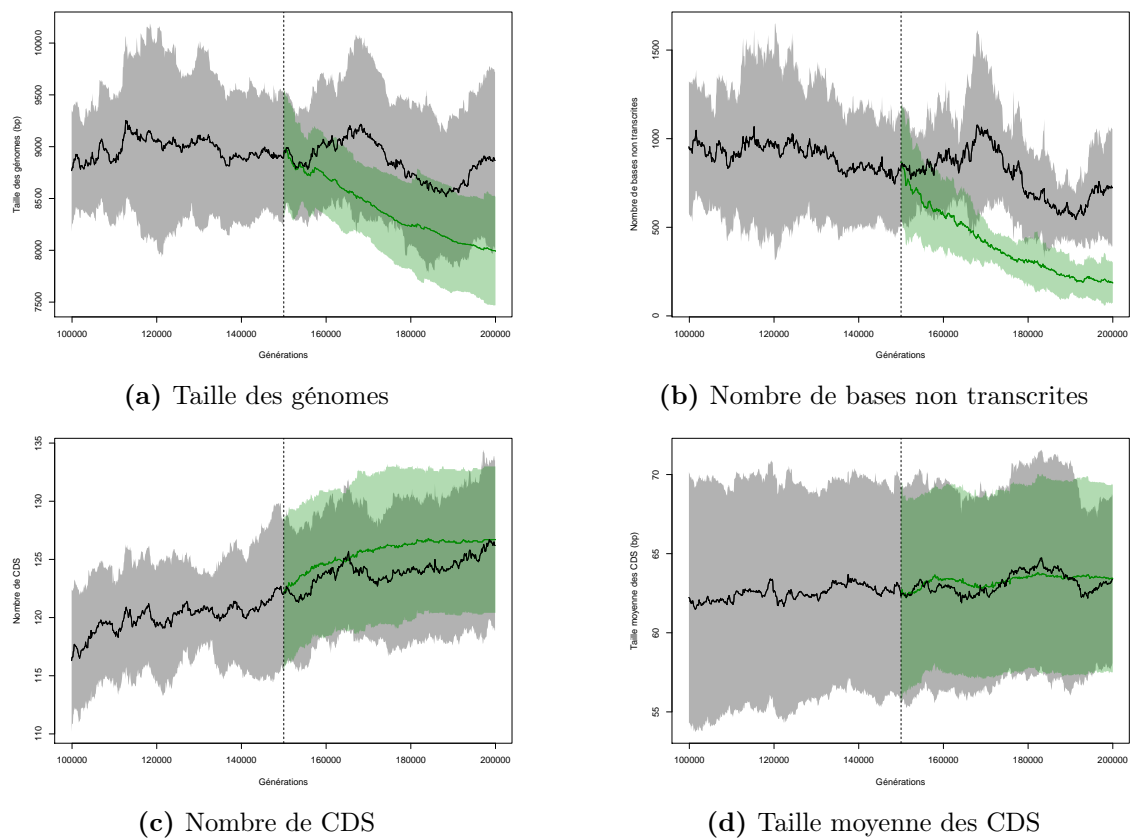 Taille des génomes (bp)
10000
9500
9000
8500
8000
7500
100000 120000 140000 160000 180000 200000
Générations
(a) Taille des génomes
Nombre de bases non transcrites
1500
1000
500
0
100000 120000 140000 160000 180000 200000
Générations
(b) Nombre de bases non transcrites
Nombre de CDS
135
130
125
120
115
110
100000 120000 140000 160000 180000 200000
Générations
(c) Nombre de CDS
Taille moyenne des CDS (bp)
70
65
60
55
100000 120000 140000 160000 180000 200000
Générations
(d) Taille moyenne des CDS